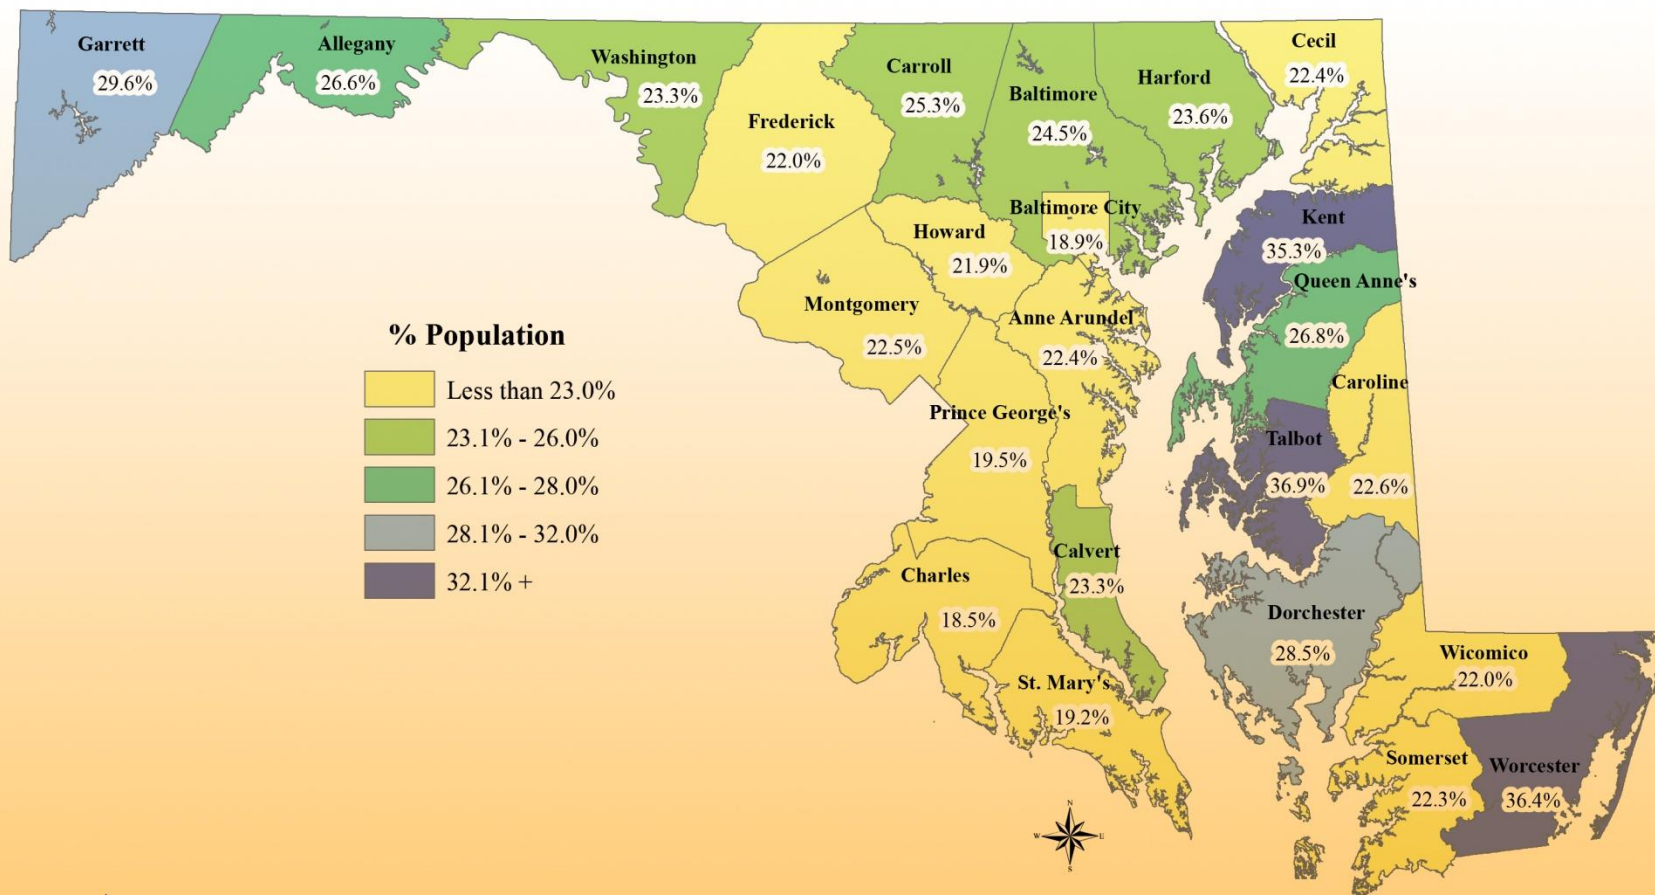 Garrett
29.6%
Allegany
26.6%
Washington
23.3%
Frederick
22.0%
Carroll
25.3%
Baltimore
24.5%
Harford
23.6%
Cecil
22.4%
Baltimore City
18.9%
Howard
21.9%
Montgomery
22.5%
Anne Arundel
22.4%
Kent
35.3%
Queen Anne's
26.8%
Caroline
22.6%
Talbot
36.9%
Prince George's
19.5%
Calvert
23.3%
Charles
18.5%
St. Mary's
19.2%
Dorchester
28.5%
Wicomico
22.0%
Somerset
22.3%
Worcester
36.4%
% Population
Less than 23.0%
23.1% - 26.0%
26.1% - 28.0%
28.1% - 32.0%
32.1% +
N
W
E
S